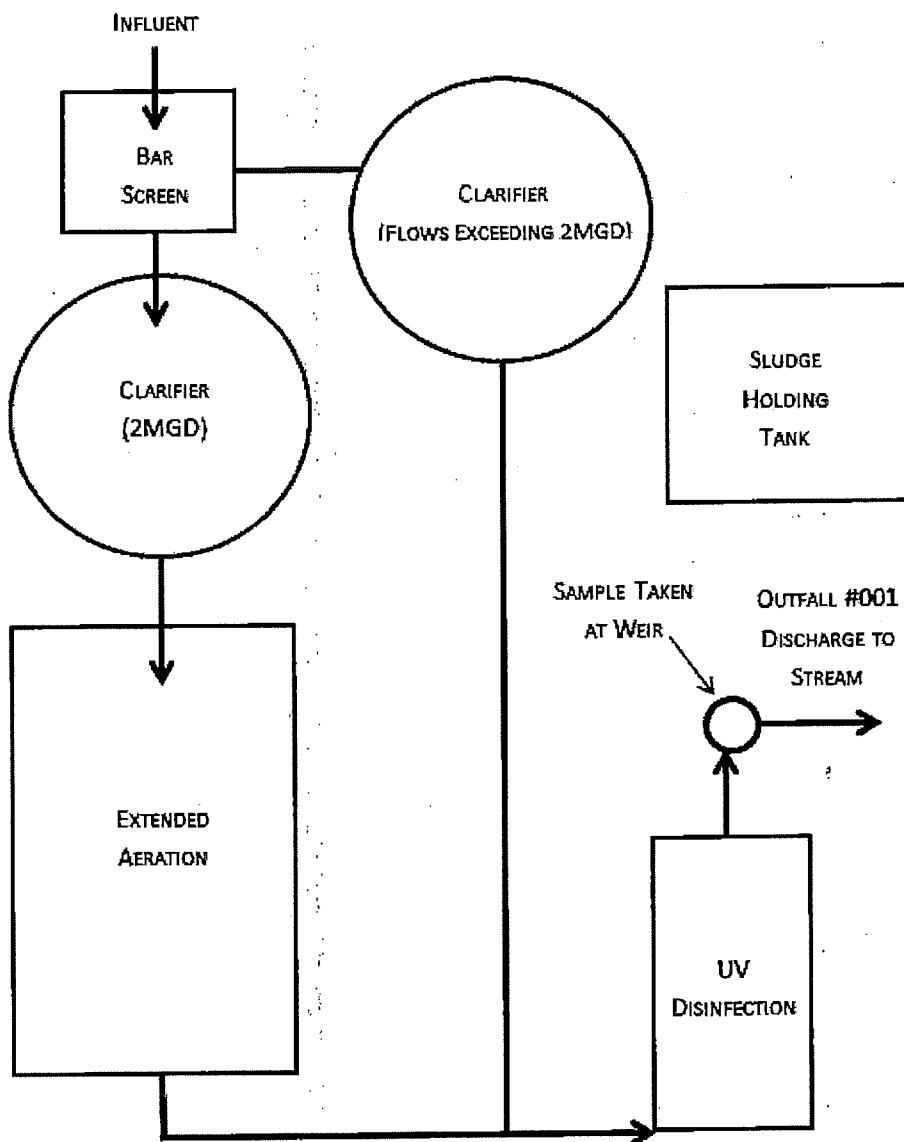 INFLUENT
BAR
SCREEN
CLARIFIER
(FLOWS EXCEEDING 2MGD)
CLARIFIER
(2MGD)
SLUDGE
HOLDING
TANK
SAMPLE TAKEN
AT WEIR
OUTFALL #001
DISCHARGE TO
STREAM
EXTENDED
AERATION
UV
DISINFECTION